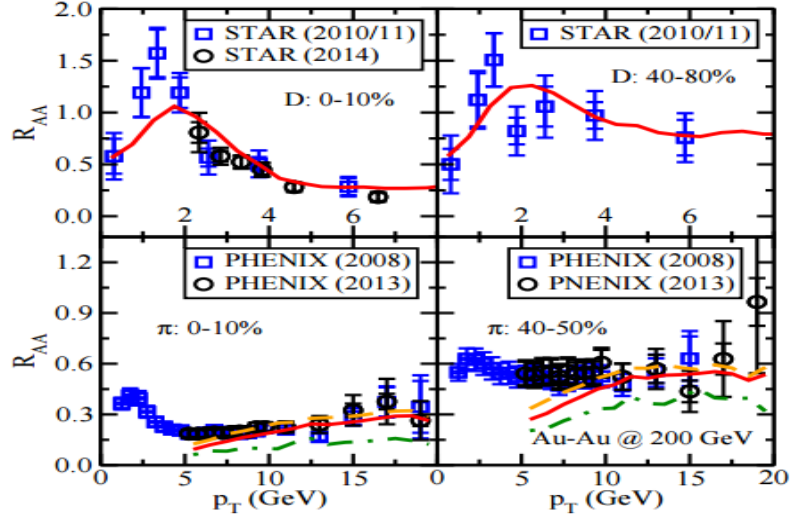 2.0
1.5
1.0
0.5
0.0
R_AA
STAR (2010/11)
STAR (2014)
D: 0-10%
2 4 6
STAR (2010/11)
D: 40-80%
2 4 6
1.2
0.9
0.6
0.3
0.0
R_AA
PHENIX (2008)
PHENIX (2013)
π: 0-10%
PHENIX (2008)
PNENIX (2013)
π: 40-50%
Au-Au @ 200 GeV
0 5 10 15 0 5 10 15 20
p_T (GeV)
p_T (GeV)